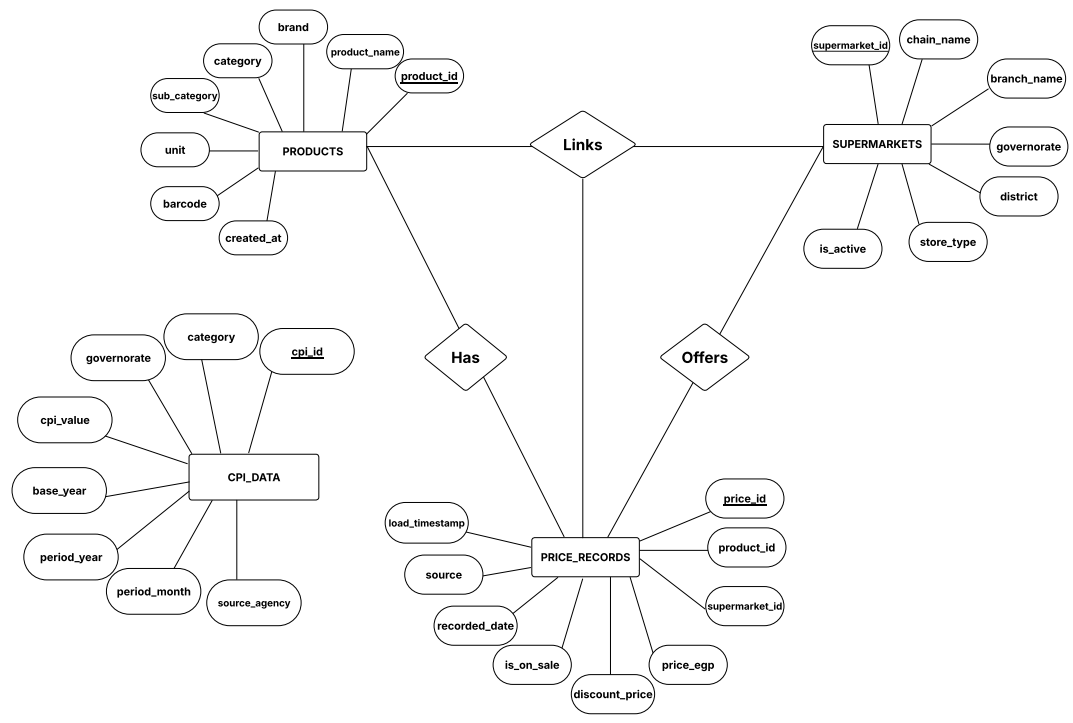 brand
product_name
category
product_id
sub_category
unit
PRODUCTS
barcode
created_at
Links
supermarket_id
chain_name
branch_name
SUPERMARKETS
governorate
district
store_type
is_active
Has
Offers
category
cpi_id
governorate
cpi_value
CPI_DATA
base_year
period_year
period_month
source_agency
load_timestamp
price_id
PRICE_RECORDS
product_id
source
supermarket_id
recorded_date
is_on_sale
price_egp
discount_price